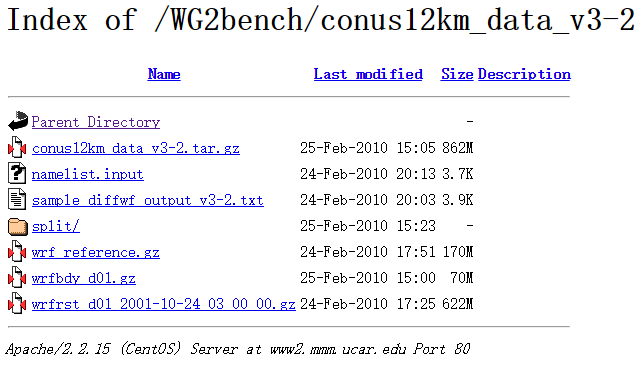 Index of /WG2bench/conus12km_data_v3-2
Name Last modified Size Description
Parent Directory -
conus12km_data_v3-2.tar.gz 25-Feb-2010 15:05 862M
namelist.input 24-Feb-2010 20:13 3.7K
sample_diffwf_output_v3-2.txt 24-Feb-2010 20:03 3.9K
split/ 25-Feb-2010 15:23 -
wrf_reference.gz 24-Feb-2010 17:51 170M
wrfbdy_d01.gz 25-Feb-2010 15:00 70M
wrfrst_d01_2001-10-24_03_00_00.gz 24-Feb-2010 17:25 622M
Apache/2.2.15 (CentOS) Server at www2.mmm.ucar.edu Port 80